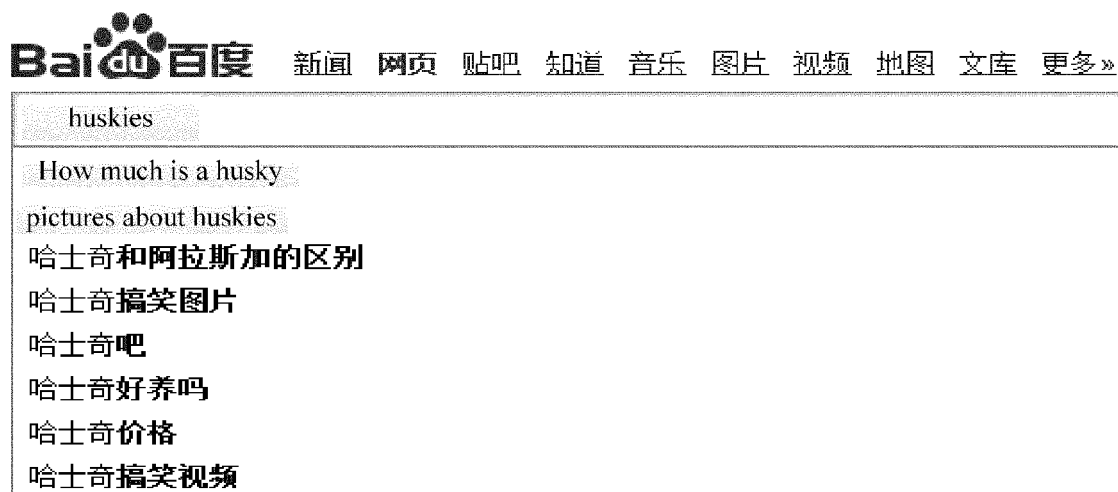 Bai du 百度 新闻 网页 贴吧 知道 音乐 图片 视频 地图 文库 更多»
huskies
How much is a husky
pictures about huskies
哈士奇和阿拉斯加的区别
哈士奇搞笑图片
哈士奇吧
哈士奇好养吗
哈士奇价格
哈士奇搞笑视频